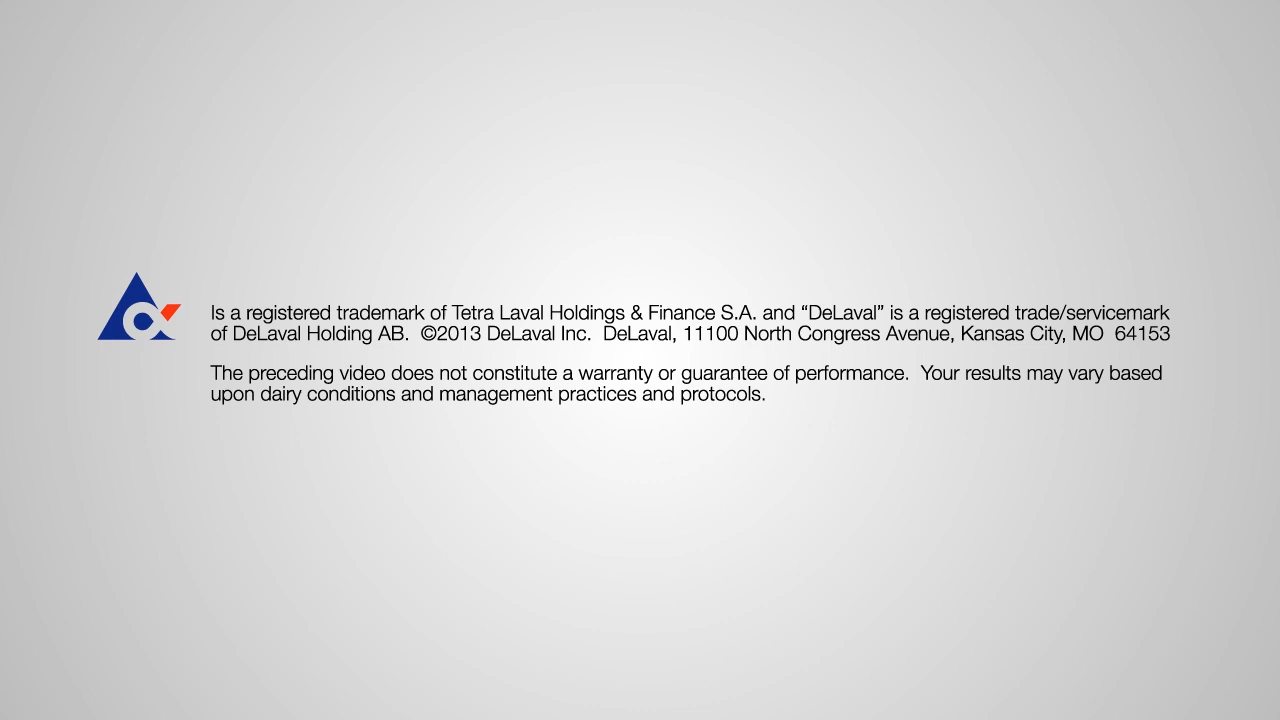 Is a registered trademark of Tetra Laval Holdings & Finance S.A. and “DeLaval” is a registered trade/servicemark
of DeLaval Holding AB.  ©2013 DeLaval Inc.  DeLaval, 11100 North Congress Avenue, Kansas City, MO  64153
The preceding video does not constitute a warranty or guarantee of performance.  Your results may vary based
upon dairy conditions and management practices and protocols.